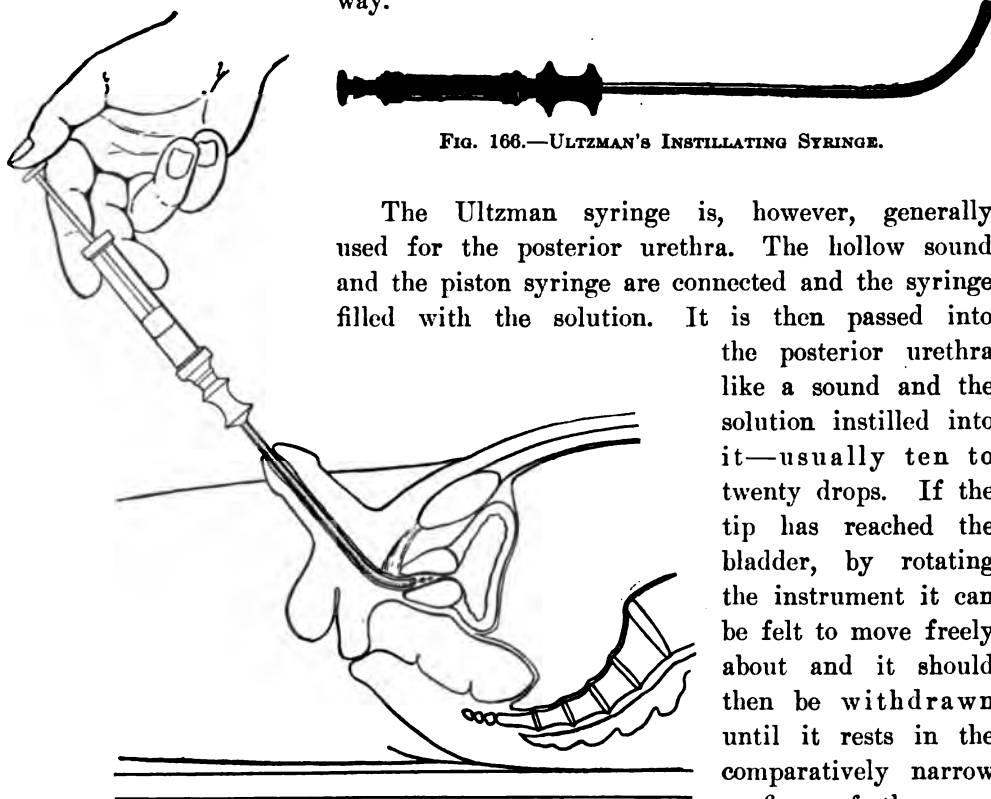 way.
Fig. 166.—Ultzman's Instillating Syringe.
The Ultzman syringe is, however, generally
used for the posterior urethra. The hollow sound
and the piston syringe are connected and the syringe
filled with the solution. It is then passed into
the posterior urethra
like a sound and the
solution instilled into
it—usually ten to
twenty drops. If the
tip has reached the
bladder, by rotating
the instrument it can
be felt to move freely
about and it should
then be withdrawn
until it rests in the
comparatively narrow